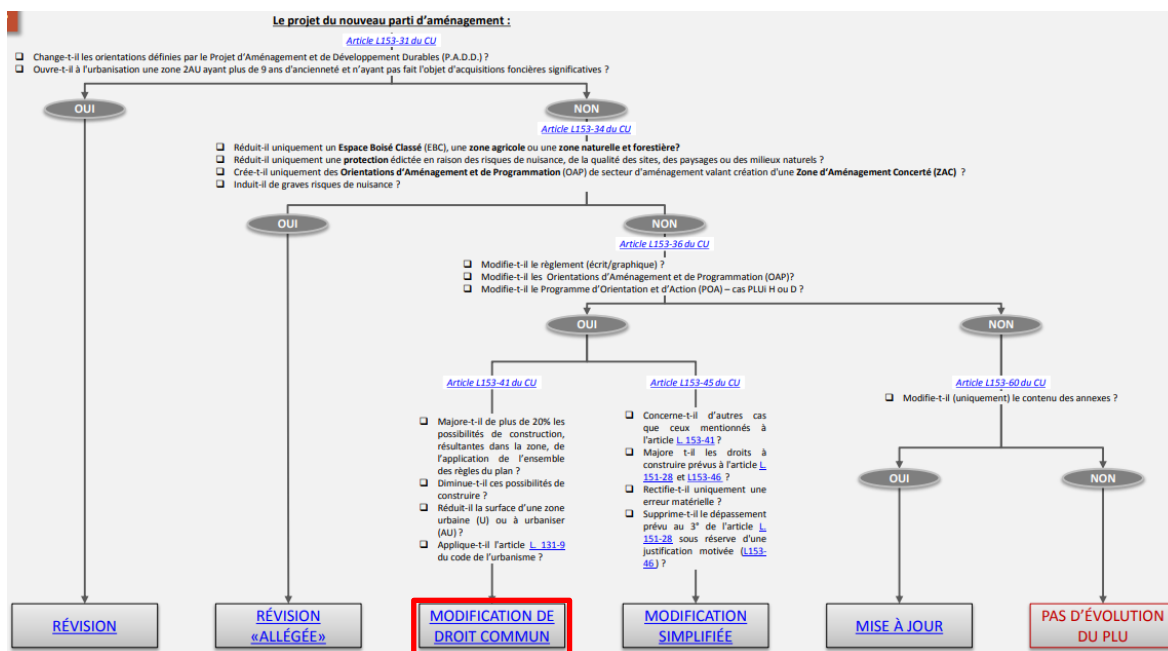 Le projet du nouveau parti d'aménagement :
Article L153-31 du CU
❑ Change-t-il les orientations définies par le Projet d'Aménagement et de Développement Durables (P.A.D.D.) ?
❑ Ouvre-t-il à l'urbanisation une zone 2AU ayant plus de 9 ans d'ancienneté et n'ayant pas fait l'objet d'acquisitions foncières significatives ?
OUI
NON
Article L153-34 du CU
❑ Réduit-il uniquement un Espace Boisé Classé (EBC), une zone agricole ou une zone naturelle et forestière?
❑ Réduit-il uniquement une protection édictée en raison des risques de nuisance, de la qualité des sites, des paysages ou des milieux naturels ?
❑ Crée-t-il uniquement des Orientations d'Aménagement et de Programmation (OAP) de secteur d'aménagement valant création d'une Zone d'Aménagement Concerté (ZAC) ?
❑ Induit-il de graves risques de nuisance ?
OUI
NON
Article L153-36 du CU
❑ Modifie-t-il le règlement (écrit/graphique) ?
❑ Modifie-t-il les Orientations d'Aménagement et de Programmation (OAP)?
❑ Modifie-t-il le Programme d'Orientation et d'Action (POA) – cas PLUi H ou D ?
OUI
NON
Article L153-41 du CU
❑ Majore-t-il de plus de 20% les
possibilités de construction,
résultantes dans la zone, de
l'application de l'ensemble
des règles du plan ?
❑ Diminue-t-il ces possibilités de
construire ?
❑ Réduit-il la surface d'une zone
urbaine (U) ou à urbaniser
(AU) ?
❑ Applique-t-il l'article L. 131-9
du code de l'urbanisme ?
Article L153-45 du CU
❑ Concerne-t-il d'autres cas
que ceux mentionnés à
l'article L. 153-41 ?
❑ Majore t-il les droits à
construire prévus à l'article L.
151-28 et L153-46 ?
❑ Rectifie-t-il uniquement une
erreur matérielle ?
❑ Supprime-t-il le dépassement
prévu au 3° de l'article L.
151-28 sous réserve d'une
justification motivée (L153-
46 ) ?
Article L153-60 du CU
❑ Modifie-t-il (uniquement) le contenu des annexes ?
OUI
NON
RÉVISION
RÉVISION
«ALLÉGÉE»
MODIFICATION DE
DROIT COMMUN
MODIFICATION
SIMPLIFIÉE
MISE À JOUR
PAS D'ÉVOLUTION
DU PLU